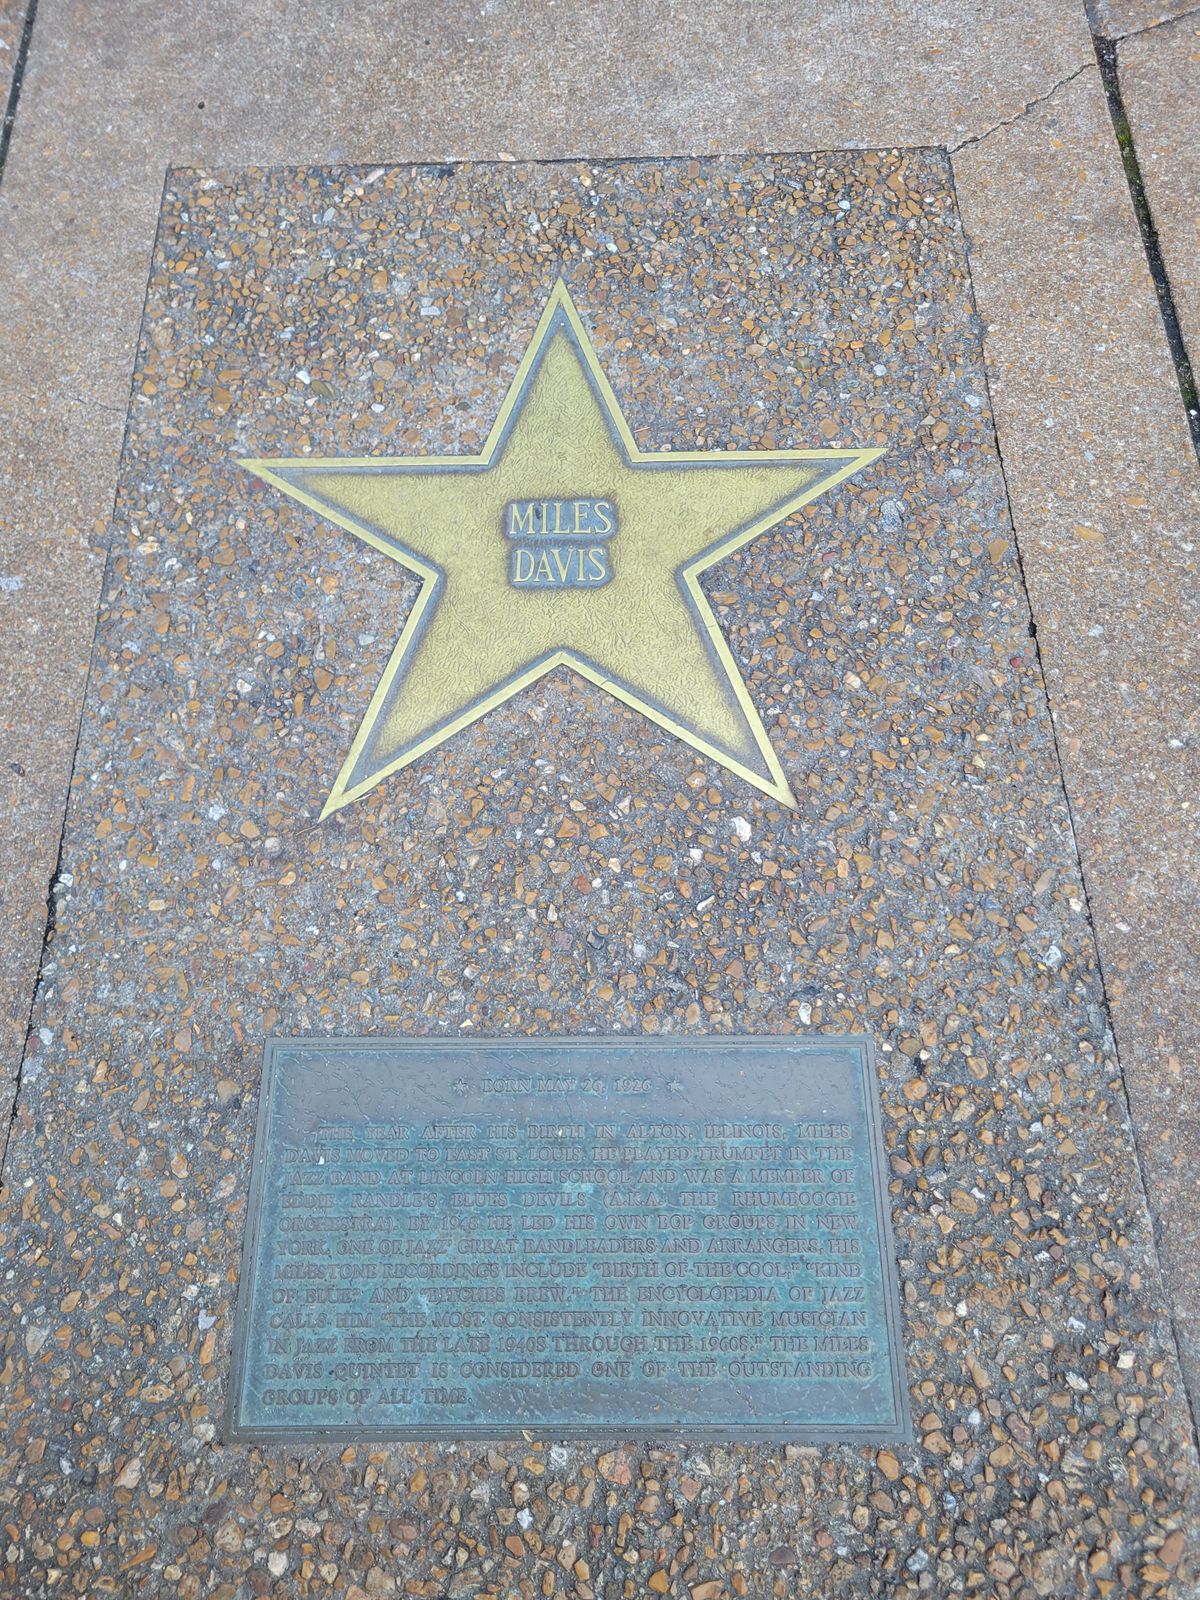 MILES
DAVIS
★ BORN MAY 26, 1926 ★
THE YEAR AFTER HIS BIRTH IN ALTON, ILLINOIS, MILES
DAVIS MOVED TO EAST ST. LOUIS. HE PLAYED TRUMPET IN THE
JAZZ BAND AT LINCOLN HIGH SCHOOL AND WAS A MEMBER OF
EDDIE RANDLE'S BLUES DEVILS (A.K.A. THE RHUMBOOGIE
ORCHESTRA). BY 1948 HE LED HIS OWN BOP GROUPS IN NEW
YORK. ONE OF JAZZ' GREAT BANDLEADERS AND ARRANGERS, HIS
MILESTONE RECORDINGS INCLUDE "BIRTH OF THE COOL," "KIND
OF BLUE" AND "BITCHES BREW." THE ENCYCLOPEDIA OF JAZZ
CALLS HIM "THE MOST CONSISTENTLY INNOVATIVE MUSICIAN
IN JAZZ FROM THE LATE 1940S THROUGH THE 1960S." THE MILES
DAVIS QUINTET IS CONSIDERED ONE OF THE OUTSTANDING
GROUPS OF ALL TIME.